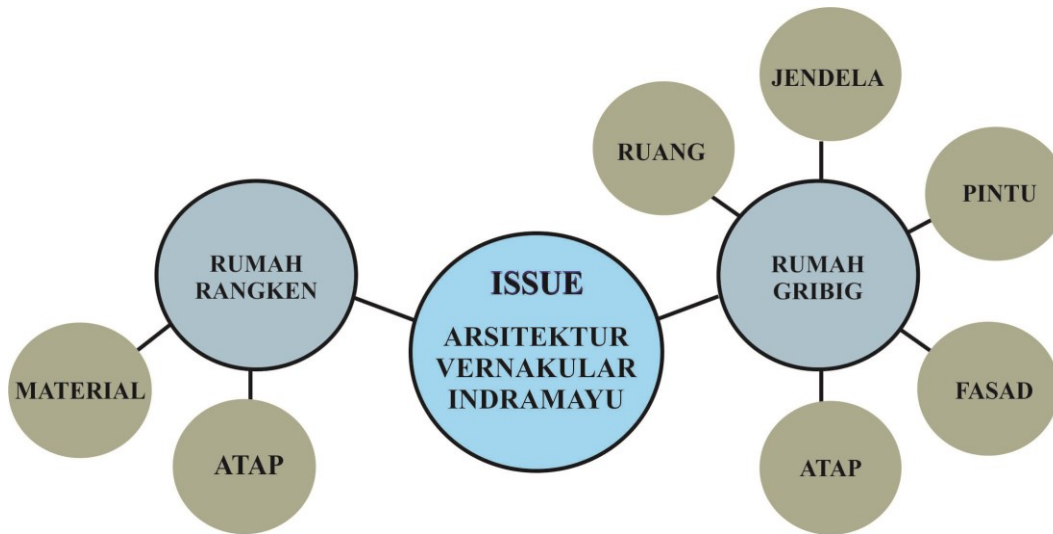 JENDELA
RUANG
PINTU
RUMAH
RANGKEN
ISSUE
ARSITEKTUR
VERNAKULAR
INDRAMAYU
RUMAH
GRIBIG
MATERIAL
ATAP
FASAD
ATAP